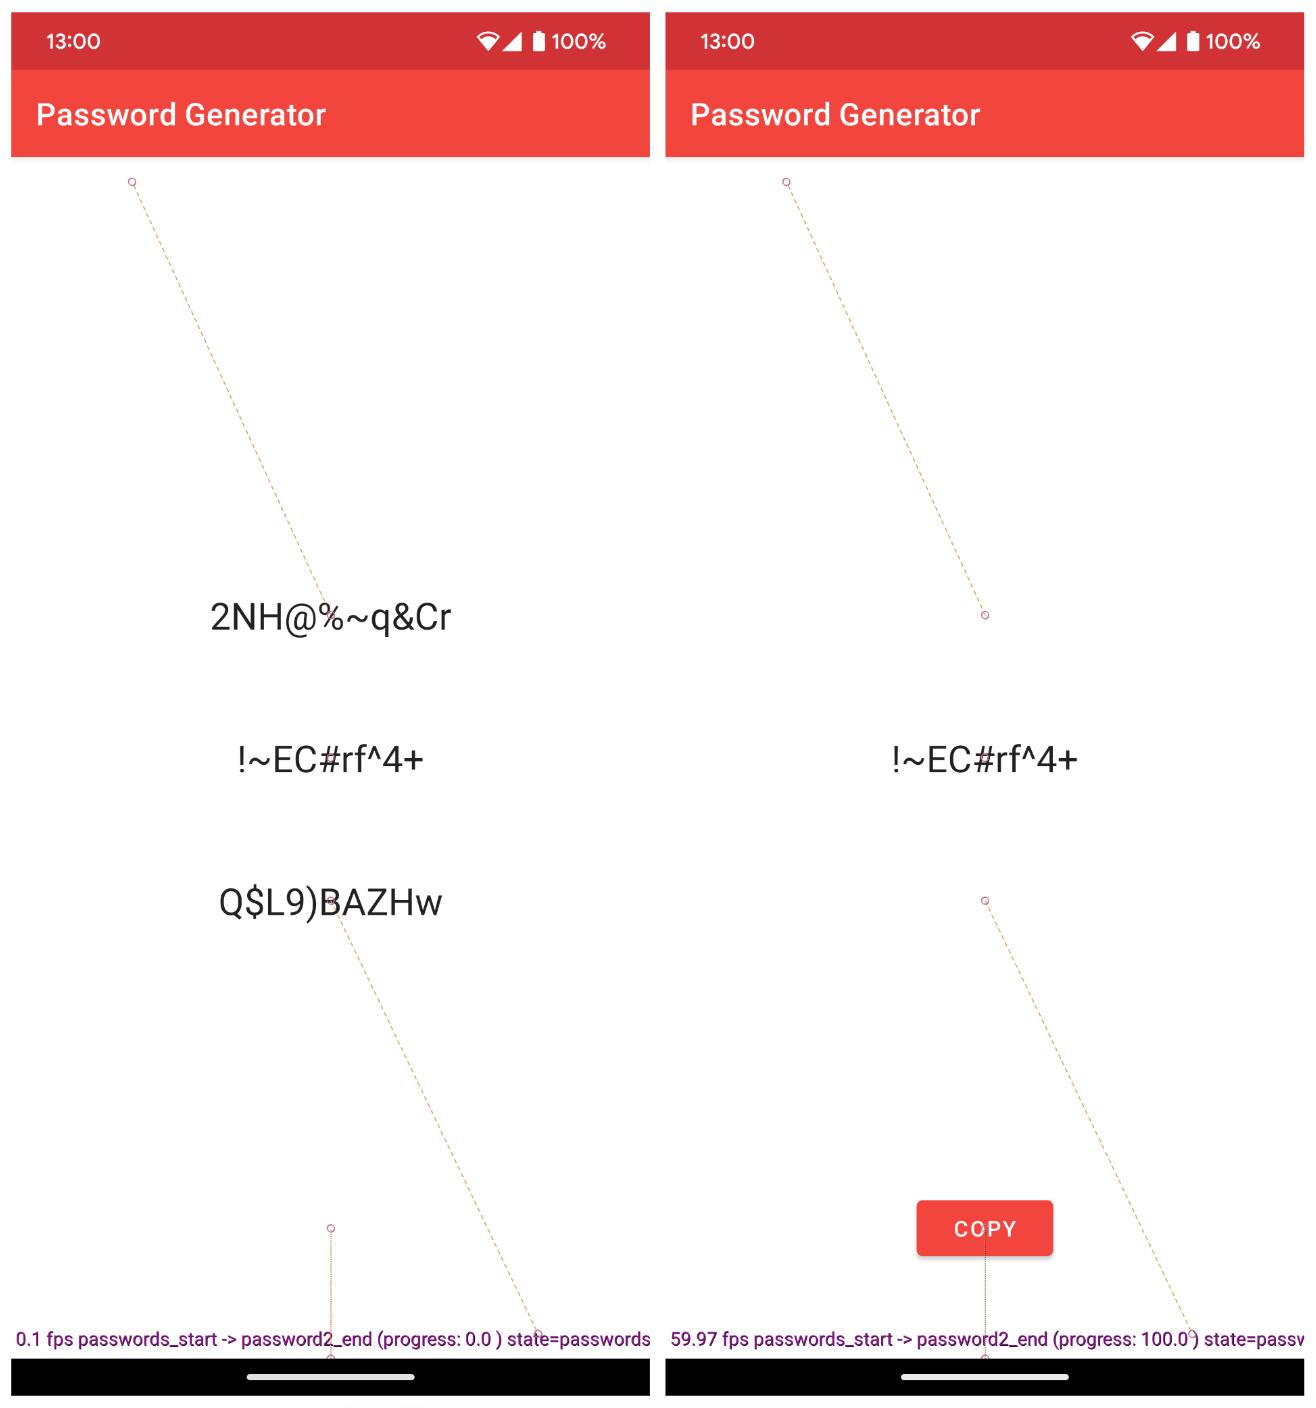 13:00 100%
Password Generator
2NH@%~q&Cr
!~EC#rf^4+
Q$L9)BAZHw
0.1 fps passwords_start -> password2_end (progress: 0.0 ) state=passwords
13:00 100%
Password Generator
!~EC#rf^4+
COPY
59.97 fps passwords_start -> password2_end (progress: 100.0 ) state=passw